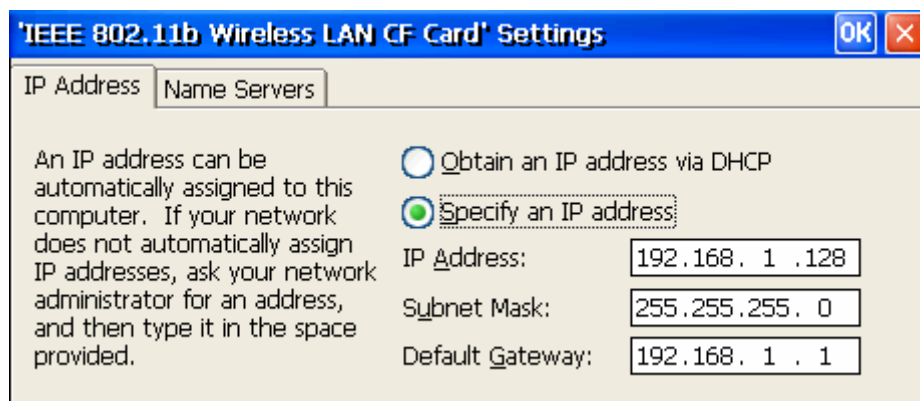 'IEEE 802.11b Wireless LAN CF Card' Settings OK
IP Address Name Servers
An IP address can be
automatically assigned to this
computer. If your network
does not automatically assign
IP addresses, ask your network
administrator for an address,
and then type it in the space
provided.
Obtain an IP address via DHCP
Specify an IP address
IP Address: 192.168. 1 .128
Subnet Mask: 255.255.255. 0
Default Gateway: 192.168. 1 . 1